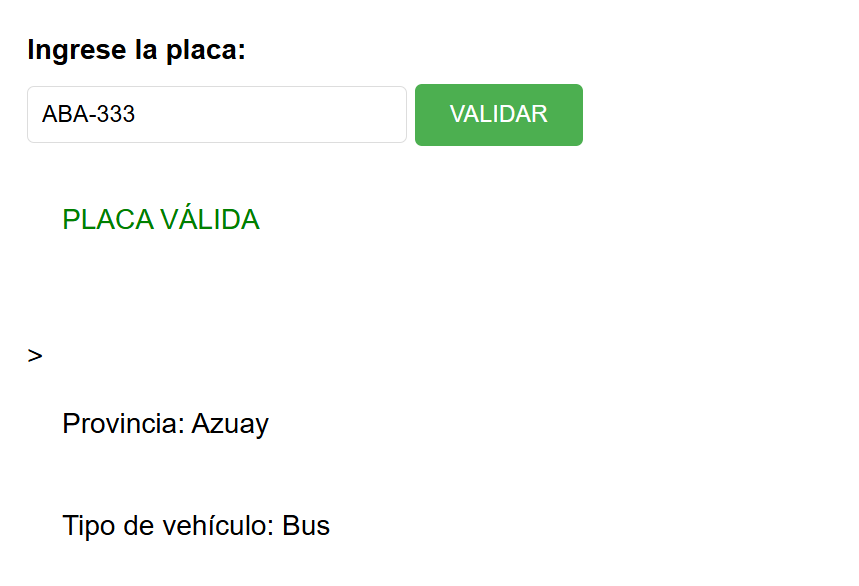 Ingrese la placa:
ABA-333
VALIDAR
PLACA VÁLIDA
>
Provincia: Azuay
Tipo de vehículo: Bus